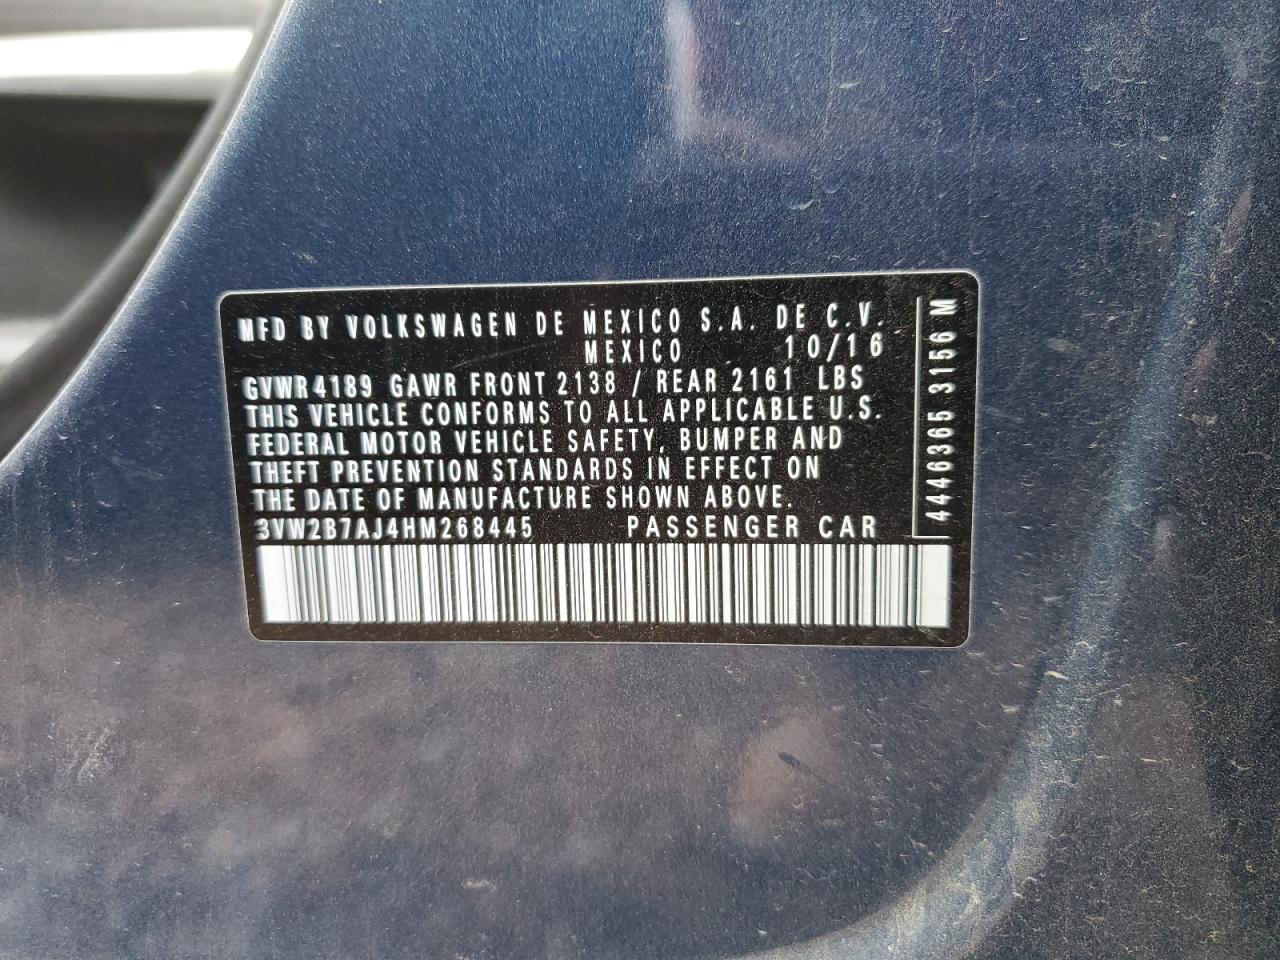 MFD BY VOLKSWAGEN DE MEXICO S.A. DE C.V.
MEXICO 10/16
GVWR 4189 GAWR FRONT 2138 / REAR 2161 LBS
THIS VEHICLE CONFORMS TO ALL APPLICABLE U.S.
FEDERAL MOTOR VEHICLE SAFETY, BUMPER AND
THEFT PREVENTION STANDARDS IN EFFECT ON
THE DATE OF MANUFACTURE SHOWN ABOVE.
3VW2B7AJ4HM268445 PASSENGER CAR
4446365 3156 M